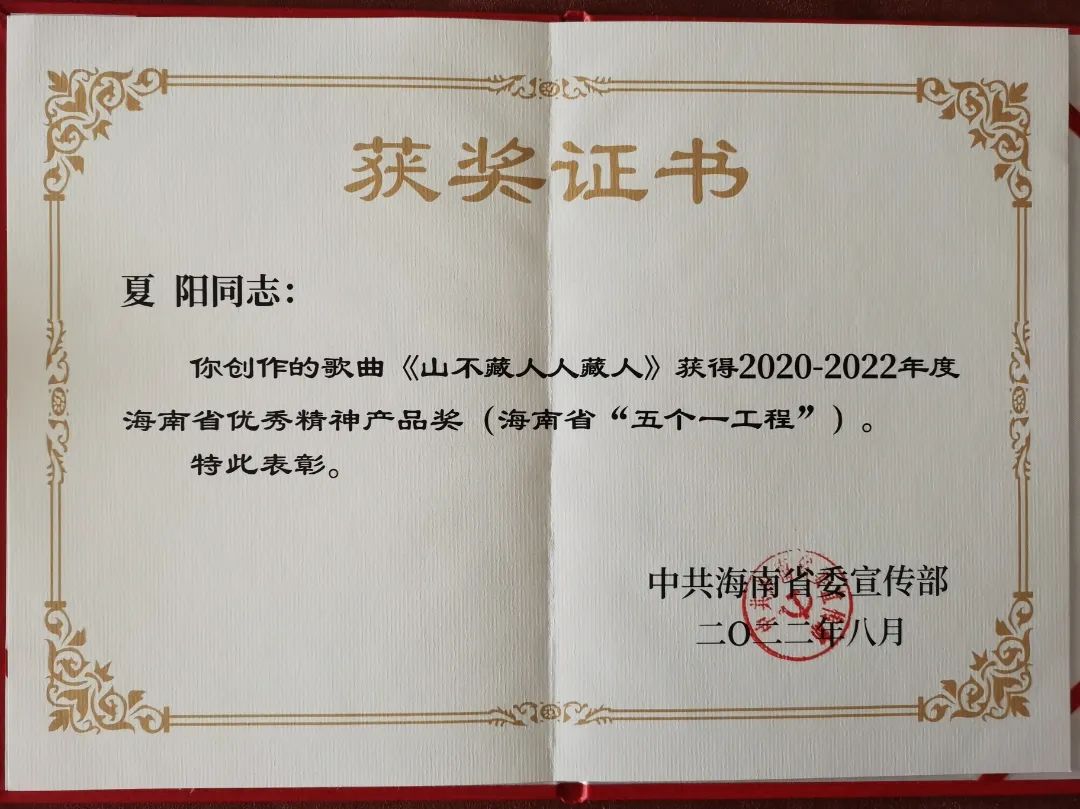 获奖证书
夏 阳同志：
你创作的歌曲《山不藏人人藏人》获得2020-2022年度
海南省优秀精神产品奖（海南省“五个一工程”）。
特此表彰。
中共海南省委宣传部
二〇二二年八月